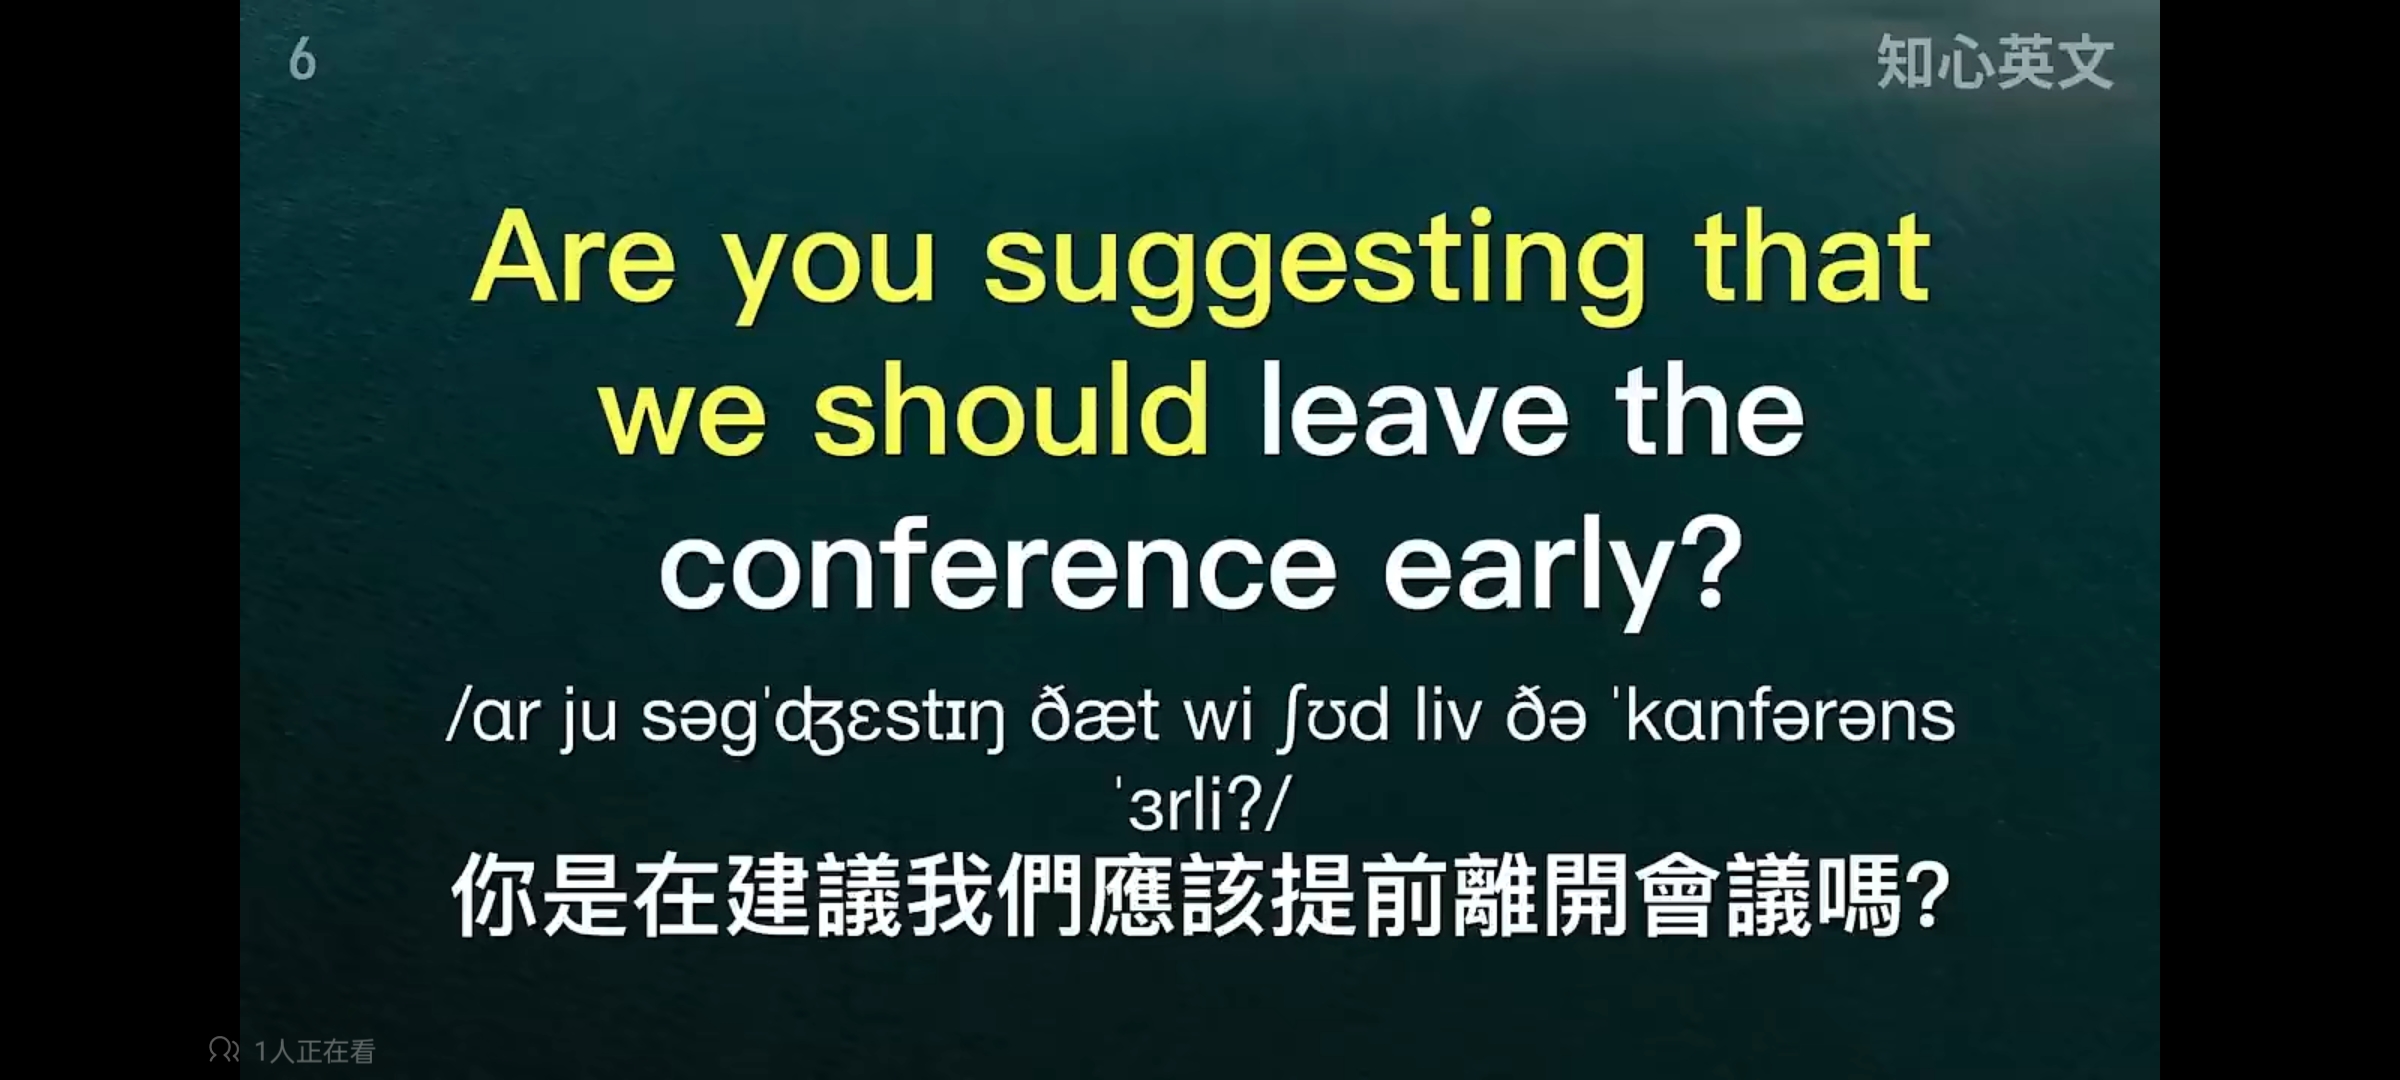 6
知心英文
Are you suggesting that
we should leave the
conference early?
/ɑr ju səgˈʤɛstɪŋ ðæt wi ʃʊd liv ðə ˈkɑnfərəns
ˈɜrli?/
你是在建議我們應該提前離開會議嗎?
1人正在看